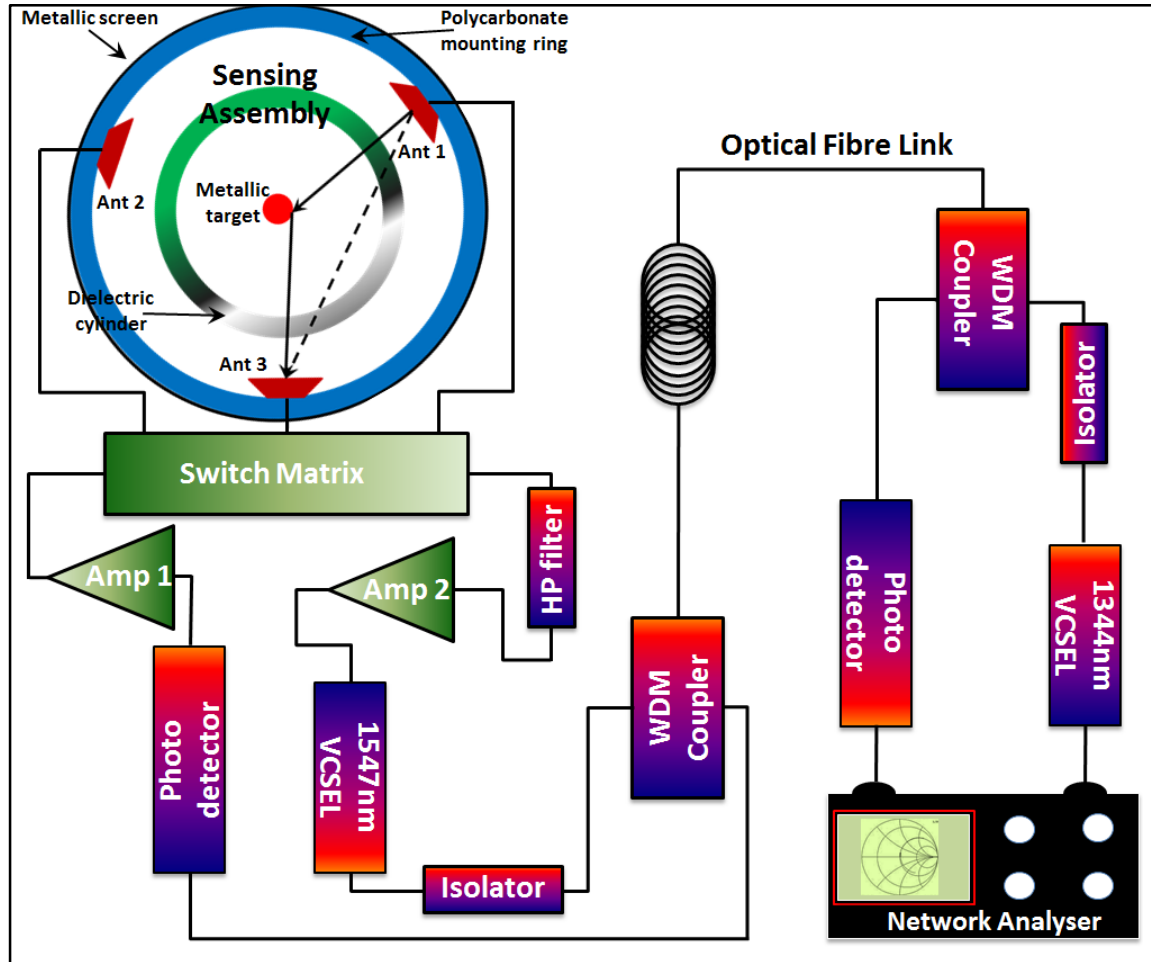 Metallic screen
Polycarbonate
mounting ring
Sensing
Assembly
Ant 1
Ant 2
Metallic
target
Dielectric
cylinder
Ant 3
Switch Matrix
Amp 1
Amp 2
HP filter
Photo
detector
1547nm
VCSEL
Isolator
WDM
Coupler
Optical Fibre Link
WDM
Coupler
Isolator
Photo
detector
1344nm
VCSEL
Network Analyser